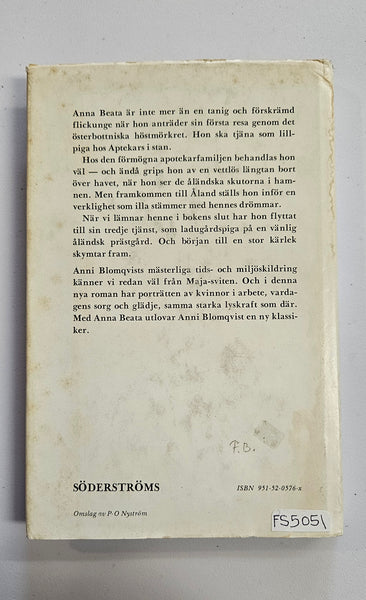 Anna Beata är inte mer än en tanig och förskrämd
flickunge när hon anträder sin första resa genom det
österbottniska höstmörkret. Hon ska tjäna som lill-
piga hos Aptekars i stan.
Hos den förmögna apotekarfamiljen behandlas hon
väl — och ändå grips hon av en vettlös längtan bort
över havet, när hon ser de åländska skutorna i ham-
nen. Men framkommen till Åland ställs hon inför en
verklighet som illa stämmer med hennes drömmar.
När vi lämnar henne i bokens slut har hon flyttat
till sin tredje tjänst, som ladugårdspiga på en vänlig
åländsk prästgård. Och början till en stor kärlek
skymtar fram.
Anni Blomqvists mästerliga tids- och miljöskildring
känner vi redan väl från Maja-sviten. Och i denna
nya roman har porträtten av kvinnor i arbete, varda-
gens sorg och glädje, samma starka lyskraft som där.
Med Anna Beata utlovar Anni Blomqvist en ny klassi-
ker.
F.B.
SÖDERSTRÖMS
ISBN 951-52-0576-x
Omslag av P-O Nyström
FS5051